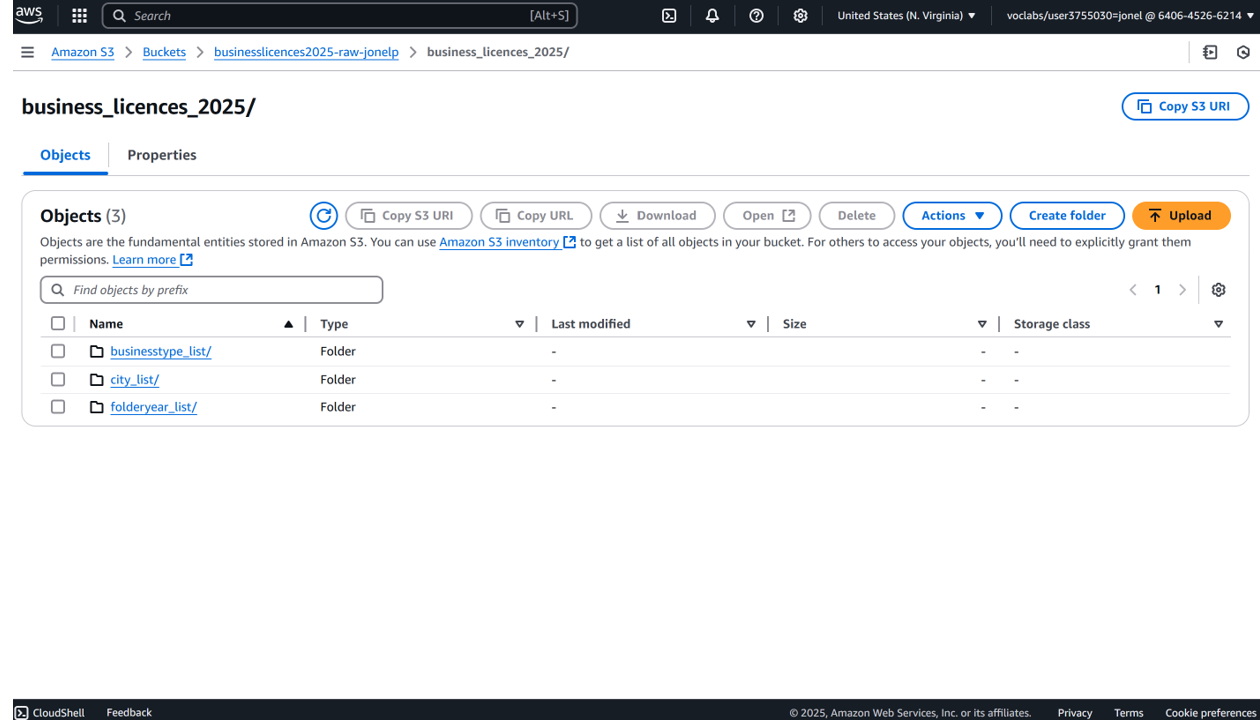 aws Search [Alt+S] United States (N. Virginia) voclabs/user3755030=jonel @ 6406-4526-6214
Amazon S3 > Buckets > businesslicences2025-raw-jonelp > business_licences_2025/
business_licences_2025/ Copy S3 URI
Objects Properties
Objects (3) Copy S3 URI Copy URL Download Open Delete Actions Create folder Upload
Objects are the fundamental entities stored in Amazon S3. You can use Amazon S3 inventory to get a list of all objects in your bucket. For others to access your objects, you'll need to explicitly grant them
permissions. Learn more
Find objects by prefix < 1 >
Name Type Last modified Size Storage class
businesstype_list/ Folder - - -
city_list/ Folder - - -
folderyear_list/ Folder - - -
CloudShell Feedback © 2025, Amazon Web Services, Inc. or its affiliates. Privacy Terms Cookie preferences